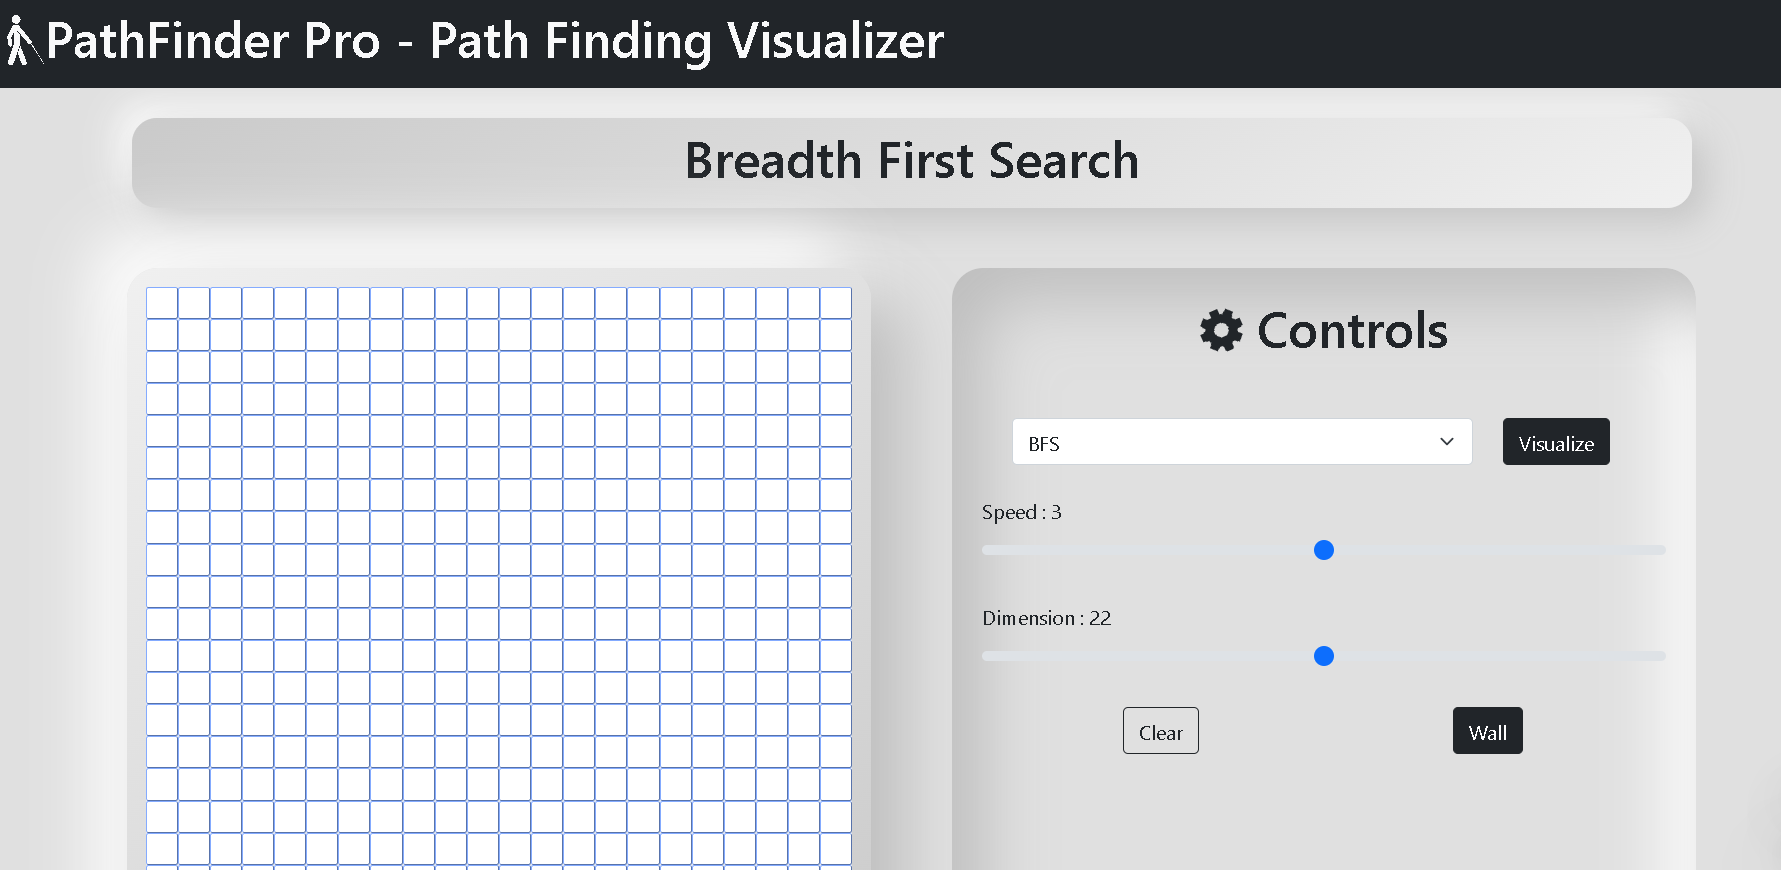 PathFinder Pro - Path Finding Visualizer
Breadth First Search
Controls
BFS
Visualize
Speed : 3
Dimension : 22
Clear
Wall